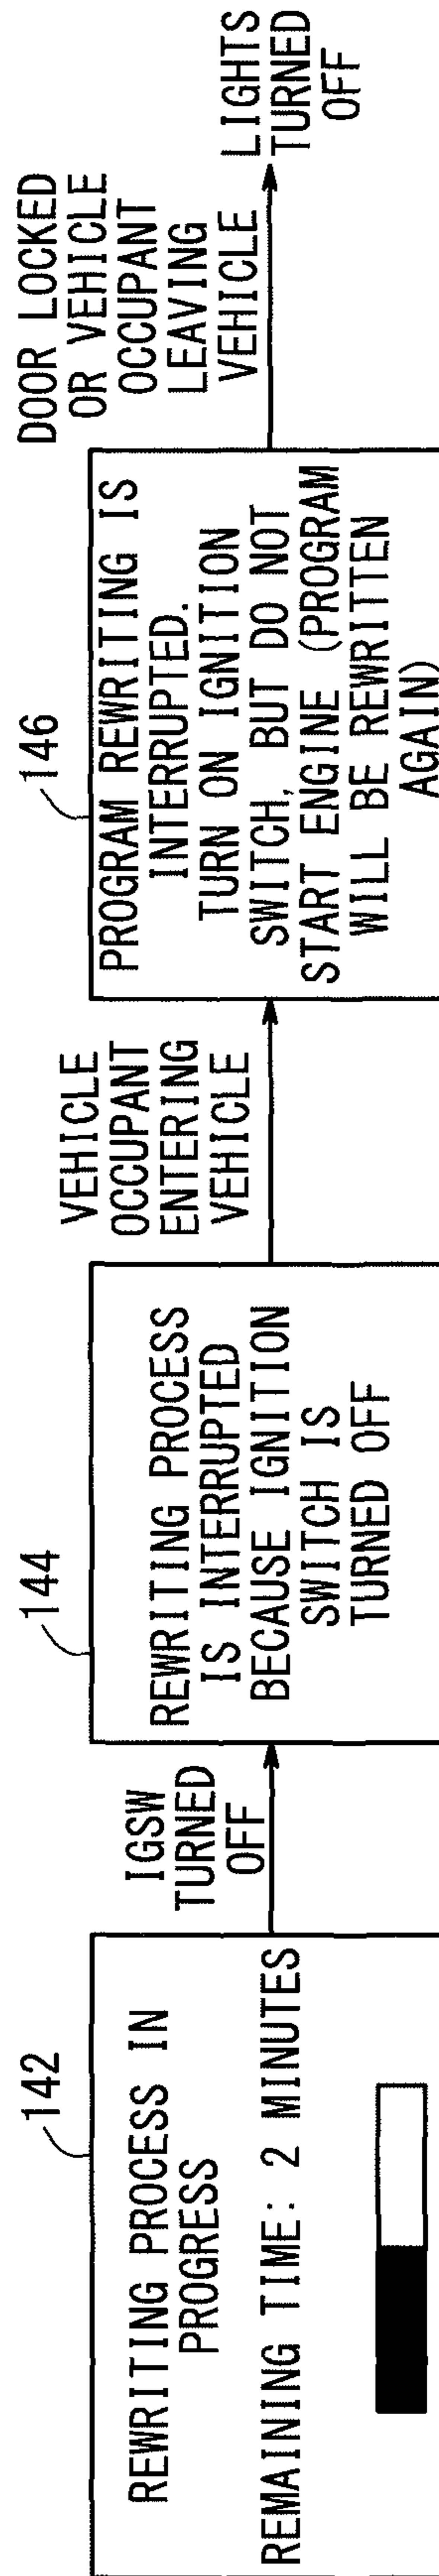 142
REWRITING PROCESS IN
PROGRESS
REMAINING TIME: 2 MINUTES
IGSW
TURNED
OFF
144
REWRITING PROCESS
IS INTERRUPTED
BECAUSE IGNITION
SWITCH IS
TURNED OFF
VEHICLE
OCCUPANT
ENTERING
VEHICLE
146
PROGRAM REWRITING IS
INTERRUPTED.
TURN ON IGNITION
SWITCH, BUT DO NOT
START ENGINE (PROGRAM
WILL BE REWRITTEN
AGAIN)
DOOR LOCKED
OR VEHICLE
OCCUPANT
LEAVING
VEHICLE
LIGHTS
TURNED
OFF